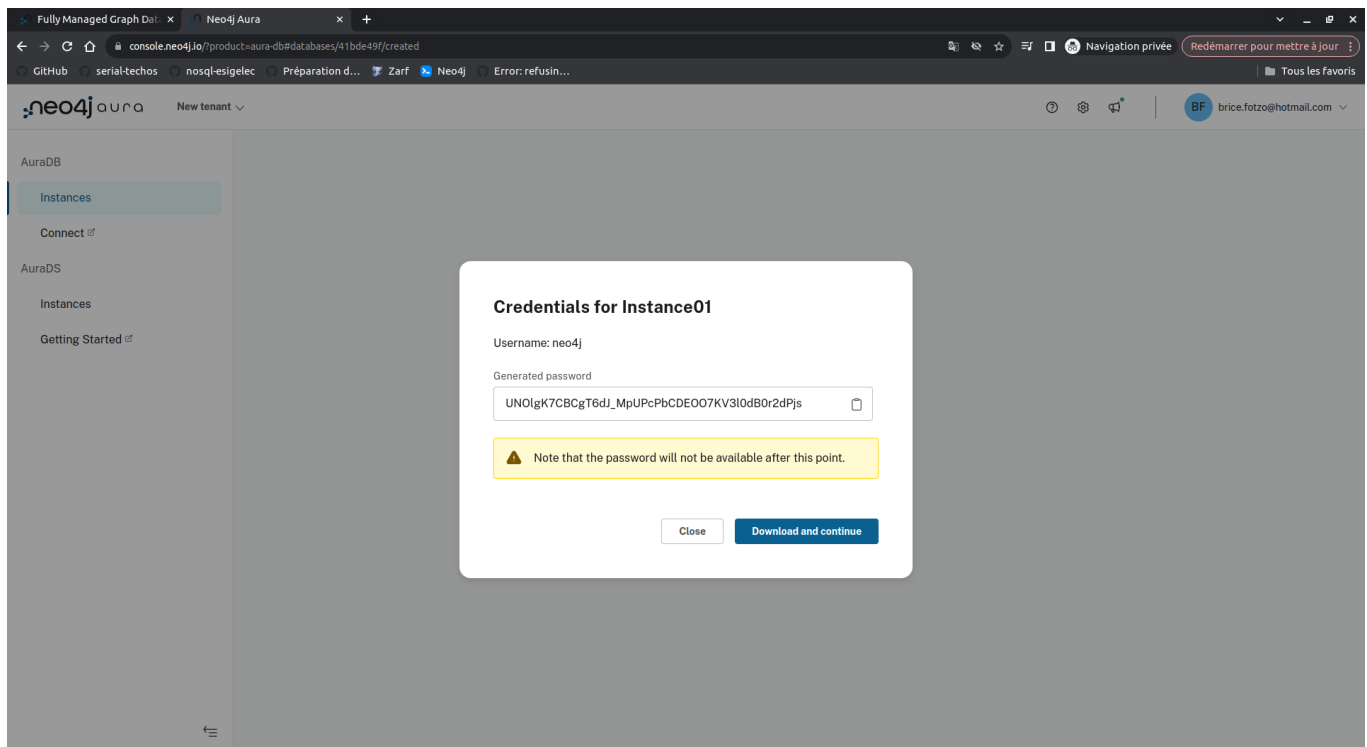 Fully Managed Graph Dat
Neo4j Aura
console.neo4j.io/?product=aura-db#databases/41bde49f/created
Navigation privée
Redémarrer pour mettre à jour
GitHub serial-techos nosql-esigelec Préparation d... Zarf Neo4j Error: refusin...
Tous les favoris
neo4j aura
New tenant
BF brice.fotzo@hotmail.com
AuraDB
Instances
Connect
AuraDS
Instances
Getting Started
Credentials for Instance01
Username: neo4j
Generated password
UNOlgK7CBCgT6dJ_MpUPcPbCDEOO7KV3l0dB0r2dPjs
Note that the password will not be available after this point.
Close
Download and continue